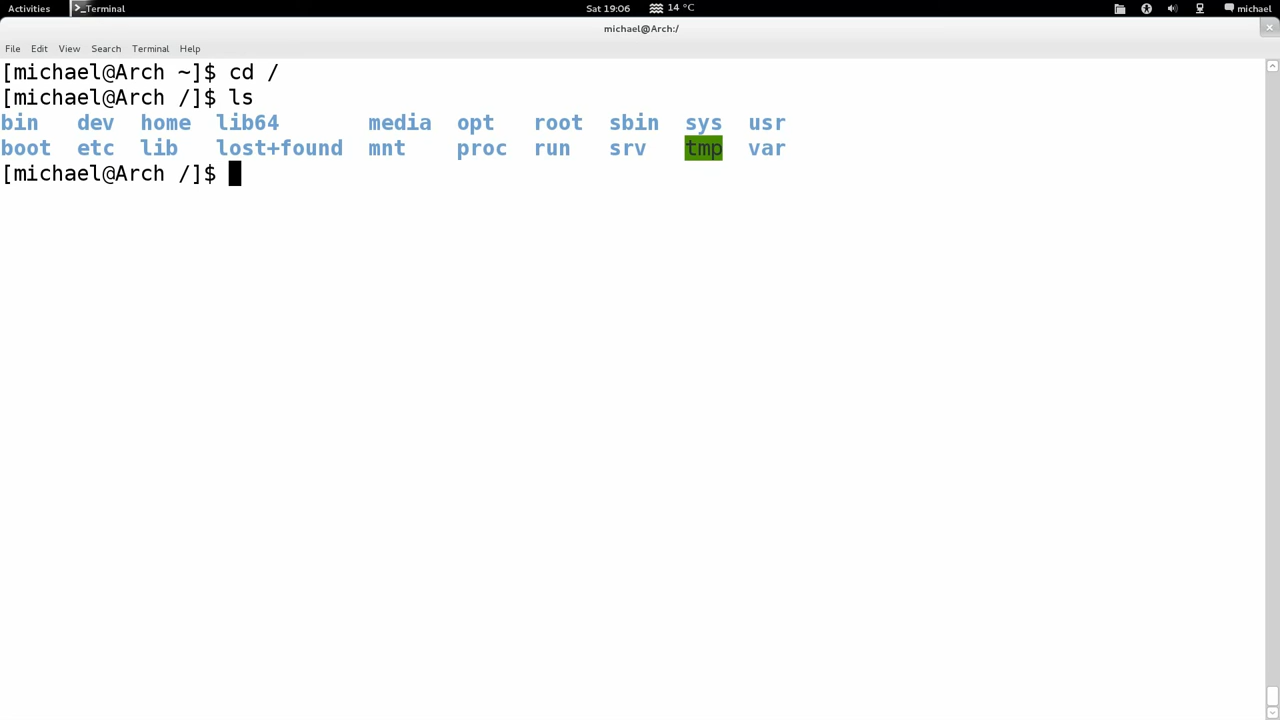 Activities >_Terminal Sat 19:06 14 °C michael
michael@Arch:/
File Edit View Search Terminal Help
[michael@Arch ~]$ cd /
[michael@Arch /]$ ls
bin dev home lib64 media opt root sbin sys usr
boot etc lib lost+found mnt proc run srv tmp var
[michael@Arch /]$